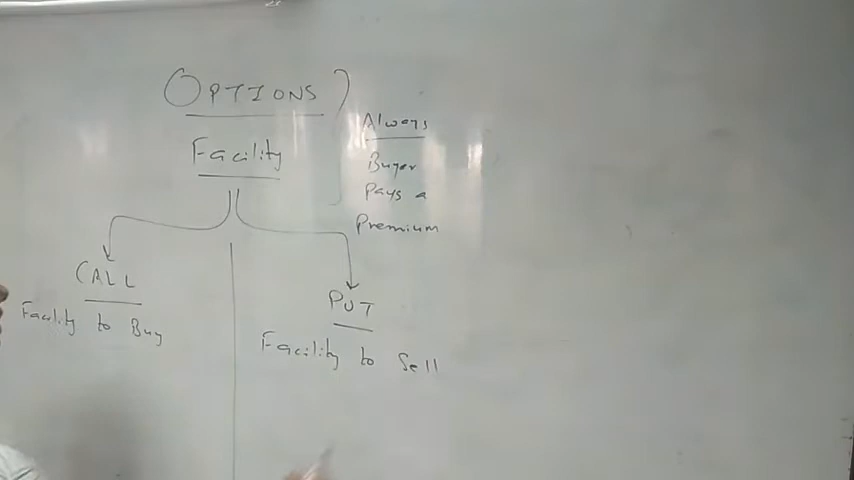 OPTIONS
Facility
Always
Buyer
Pays a
Premium
CALL
Facility to Buy
PUT
Facility to Sell